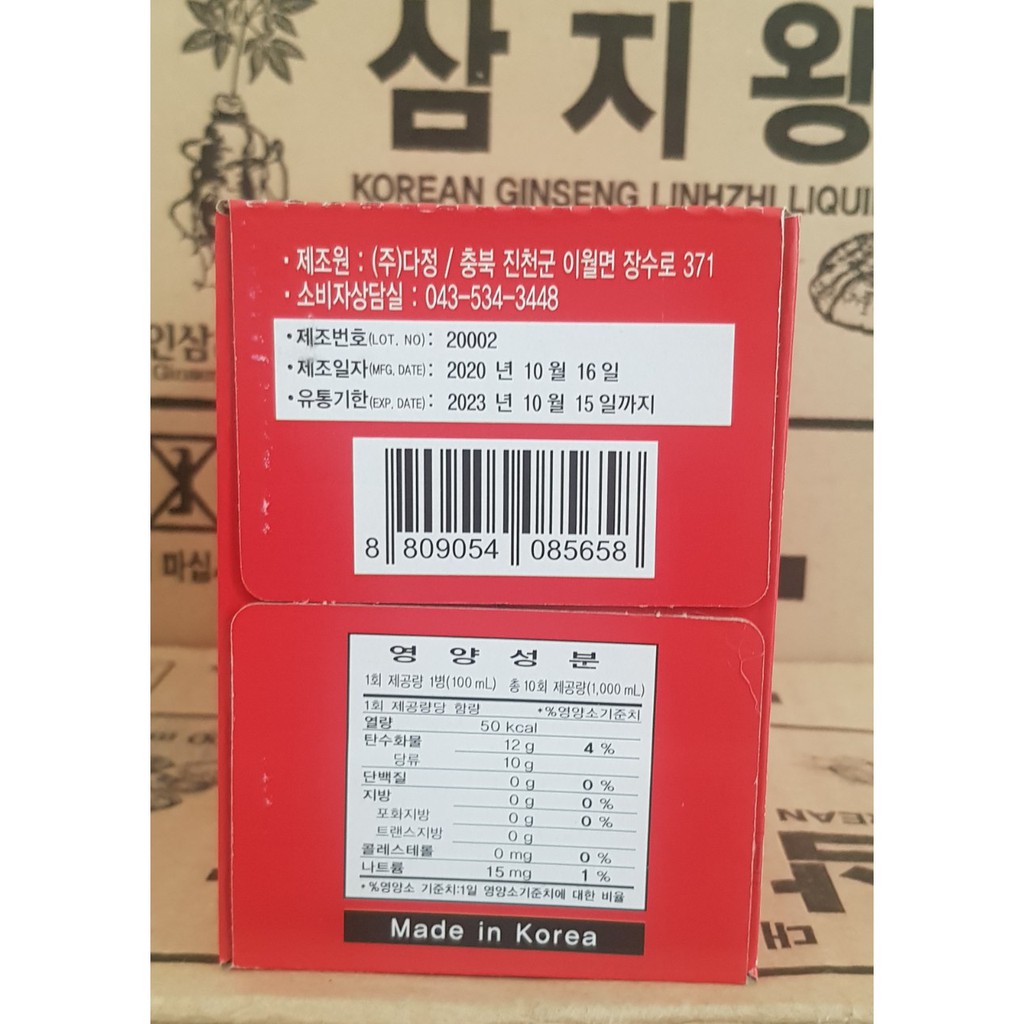 삼지왕
KOREAN GINSENG LINHZHI LIQUI
인삼
Ginsen
마십
· 제조원 : (주)다정 / 충북 진천군 이월면 장수로 371
· 소비자상담실 : 043-534-3448
• 제조번호(LOT. NO): 20002
• 제조일자(MFG. DATE): 2020 년 10 월 16 일
• 유통기한(EXP. DATE): 2023 년 10 월 15 일까지
8 809054 085658
영 양 성 분
1회 제공량 1병(100 mL) 총 10회 제공량(1,000 mL)
1회 제공량당 함량 *%영양소기준치
열량 50 kcal
탄수화물 12 g 4 %
당류 10 g
단백질 0 g 0 %
지방 0 g 0 %
포화지방 0 g 0 %
트랜스지방 0 g
콜레스테롤 0 mg 0 %
나트륨 15 mg 1 %
* %영양소 기준치:1일 영양소기준치에 대한 비율
Made in Korea